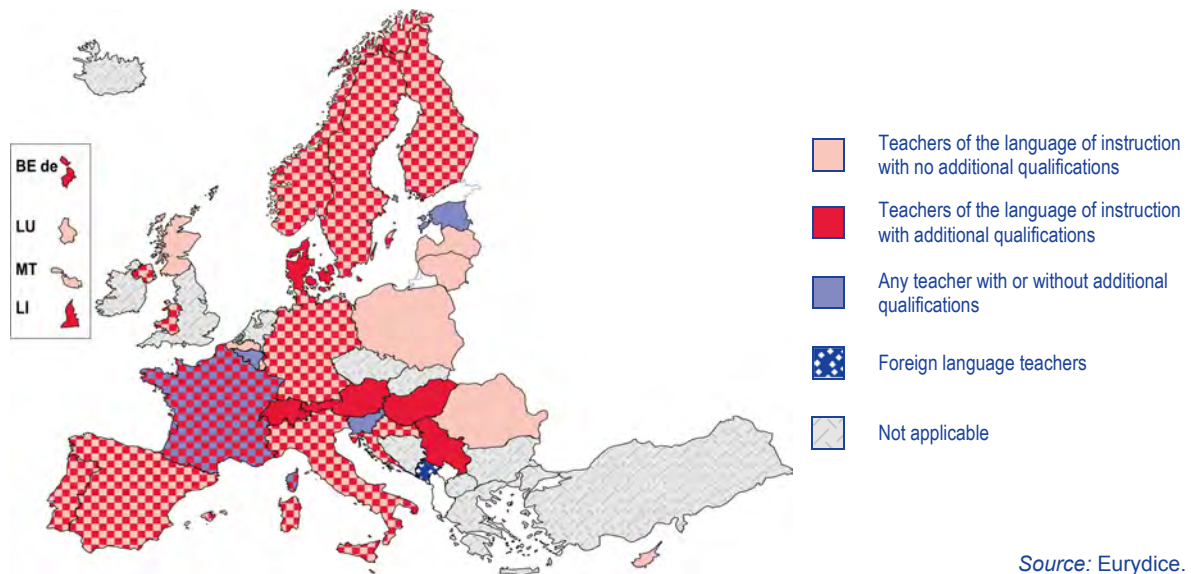 BE de
LU
MT
LI
Teachers of the language of instruction
with no additional qualifications
Teachers of the language of instruction
with additional qualifications
Any teacher with or without additional
qualifications
Foreign language teachers
Not applicable
Source: Eurydice.